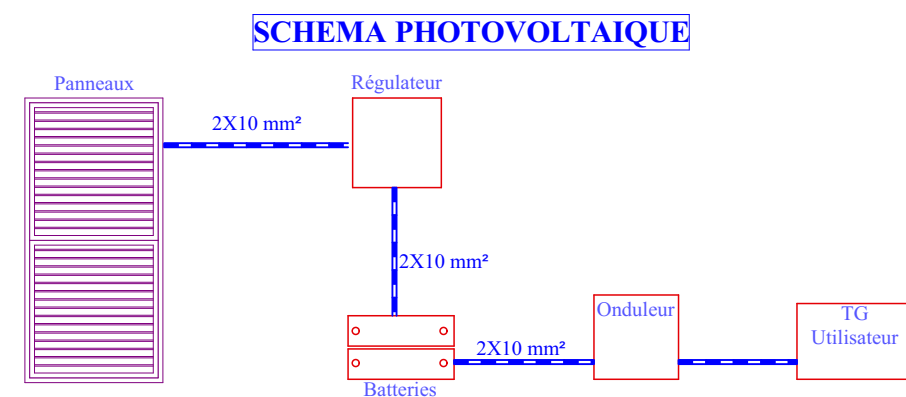 SCHEMA PHOTOVOLTAIQUE
Panneaux
Régulateur
2X10 mm²
2X10 mm²
Onduleur
TG
Utilisateur
2X10 mm²
Batteries